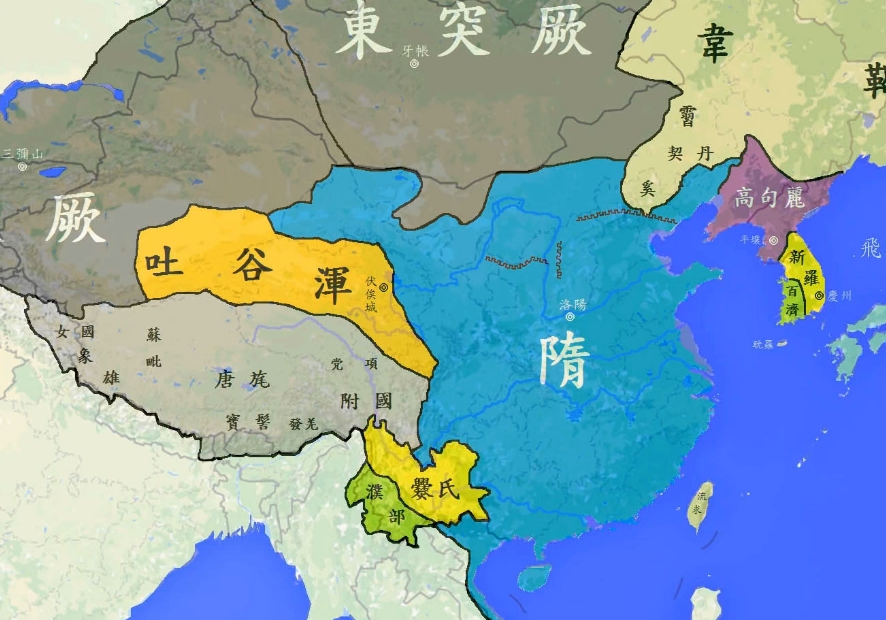 東突厥
牙帳
韋
霫
契丹
奚
三彌山
厥
高句麗
平壤
新羅
百濟
慶州
飛
耽羅
吐谷渾
伏俟城
洛陽
隋
女國
象
雄
蘇
毗
唐旄
党項
附國
寶髻
發羌
爨氏
濮部
流求